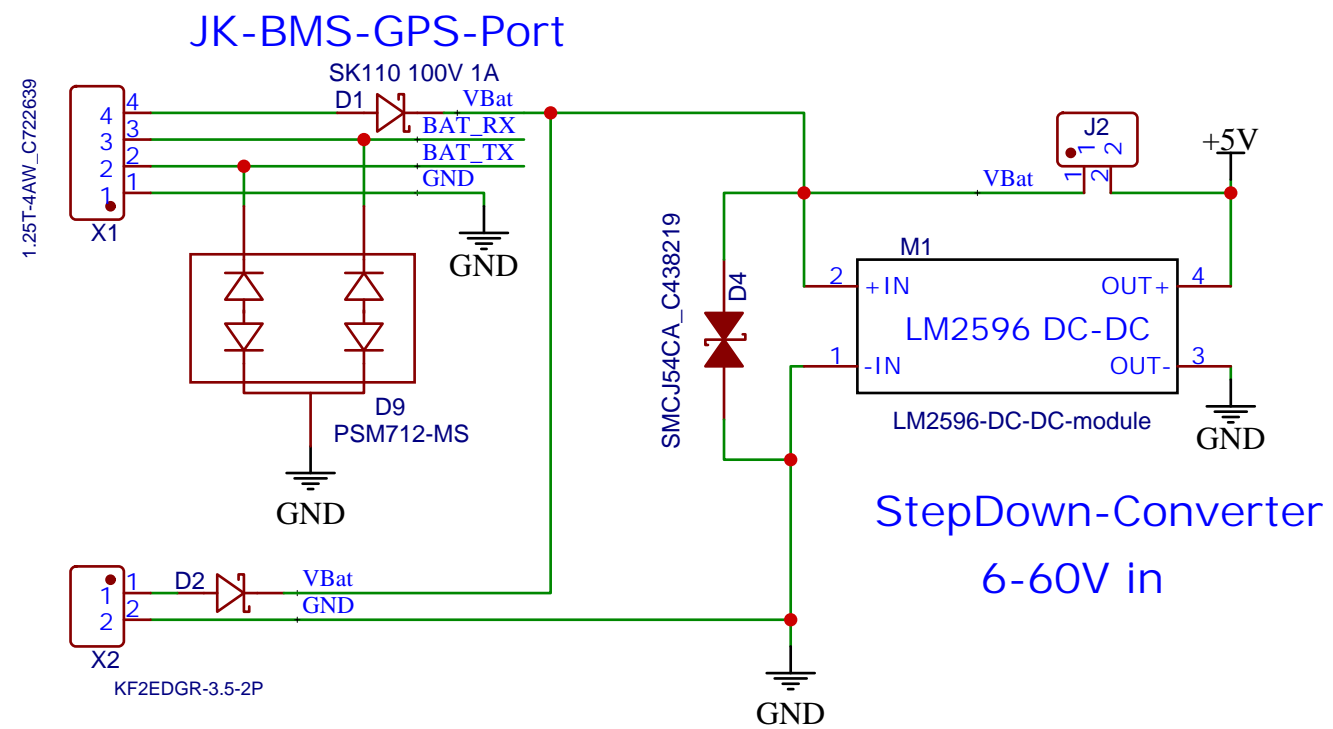 JK-BMS-GPS-Port
SK110 100V 1A
D1
VBat
BAT_RX
BAT_TX
GND
1.25T-4AW_C722639
4
3
2
1
4
3
2
1
X1
GND
D9
PSM712-MS
GND
1
2
1
2
X2
KF2EDGR-3.5-2P
D2
VBat
GND
GND
SMCJ54CA_C438219
D4
VBat
J2
1
2
1
2
+5V
M1
2
+IN
OUT+
4
LM2596 DC-DC
1
-IN
OUT-
3
LM2596-DC-DC-module
GND
StepDown-Converter
6-60V in